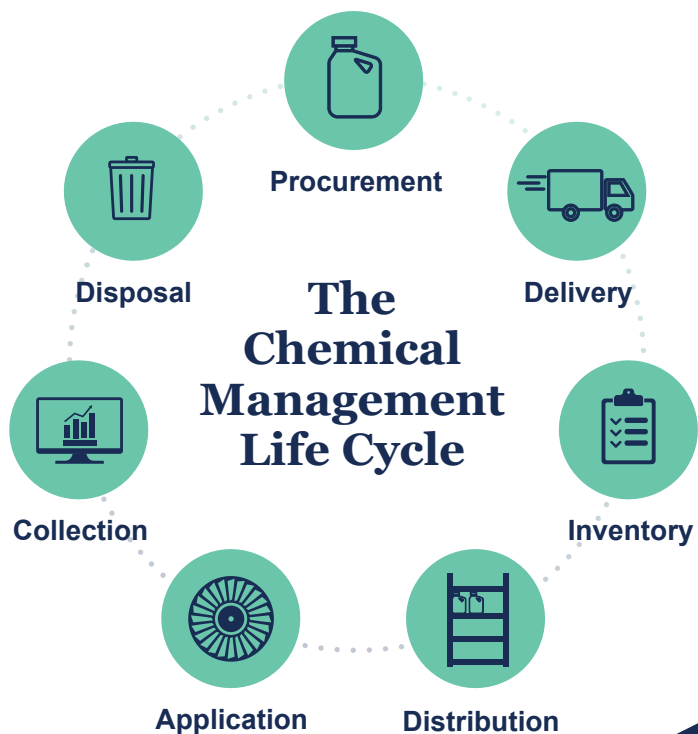 Procurement
Delivery
Disposal
The
Chemical
Management
Life Cycle
Inventory
Collection
Distribution
Application